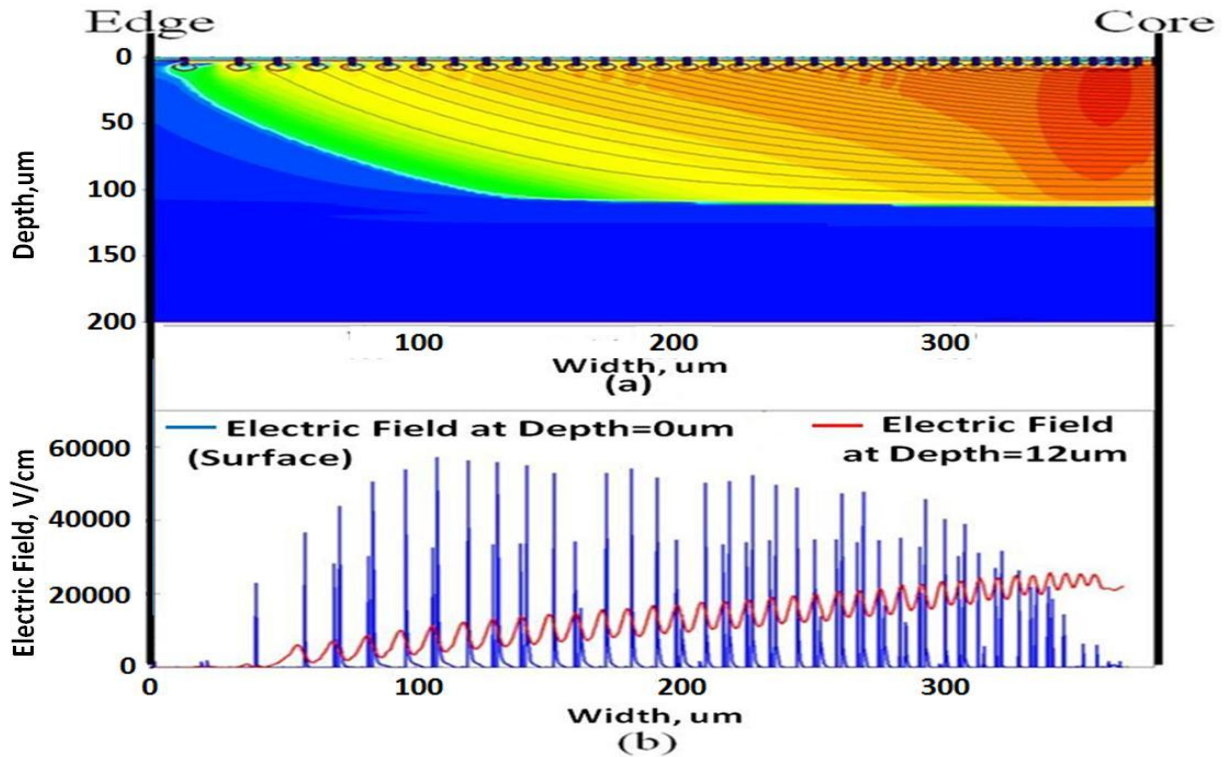 Edge Core
0
50
100
150
200
Depth,um
100 200 300
Width, um
(a)
Electric Field at Depth=0um
(Surface)
Electric Field
at Depth=12um
60000
40000
20000
0
Electric Field, V/cm
0 100 200 300
Width, um
(b)